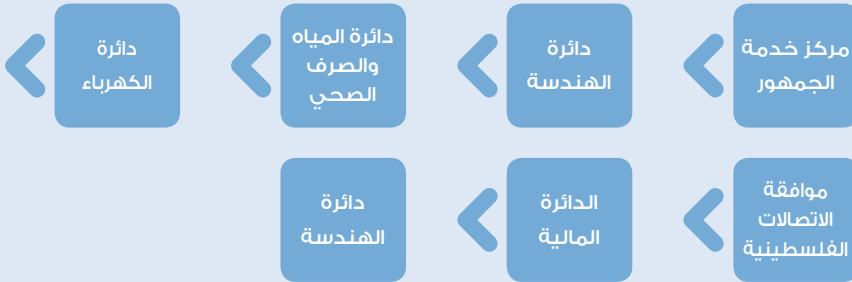 مركز خدمة
الجمهور
دائرة
الهندسة
دائرة المياه
والصرف
الصحي
دائرة
الكهرباء
موافقة
الاتصالات
الفلسطينية
الدائرة
المالية
دائرة
الهندسة